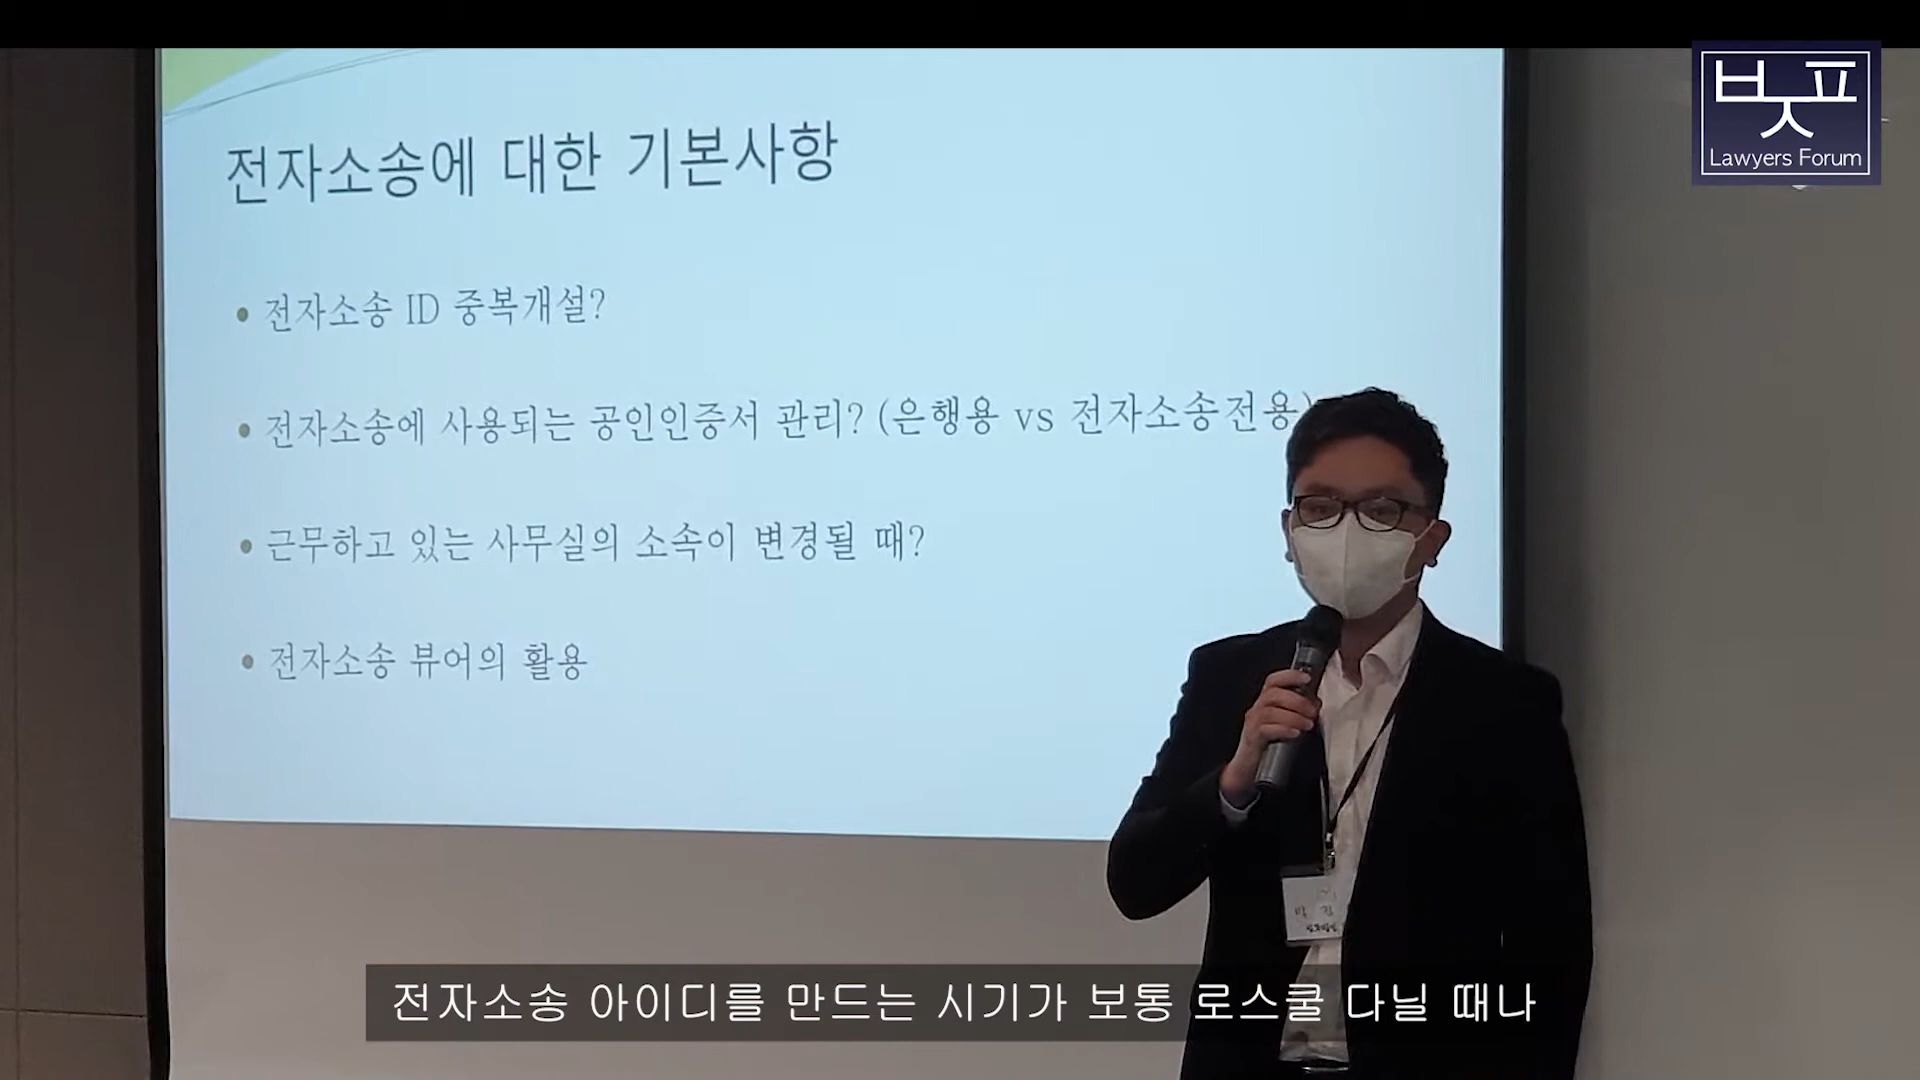 ㅂㅈㅍ
Lawyers Forum
전자소송에 대한 기본사항
• 전자소송 ID 중복개설?
• 전자소송에 사용되는 공인인증서 관리? (은행용 vs 전자소송전용)
• 근무하고 있는 사무실의 소속이 변경될 때?
• 전자소송 뷰어의 활용
박
전자소송 아이디를 만드는 시기가 보통 로스쿨 다닐 때나